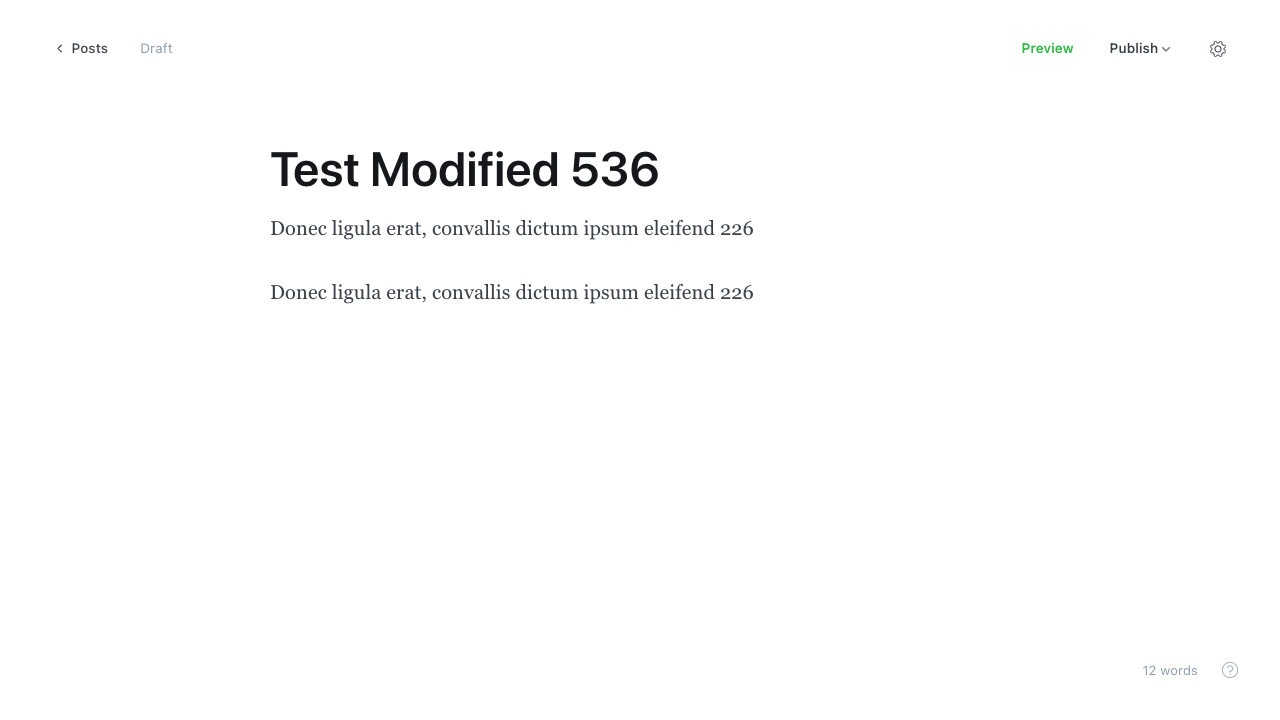 Posts
Draft
Preview
Publish
Test Modified 536
Donec ligula erat, convallis dictum ipsum eleifend 226
Donec ligula erat, convallis dictum ipsum eleifend 226
12 words
?